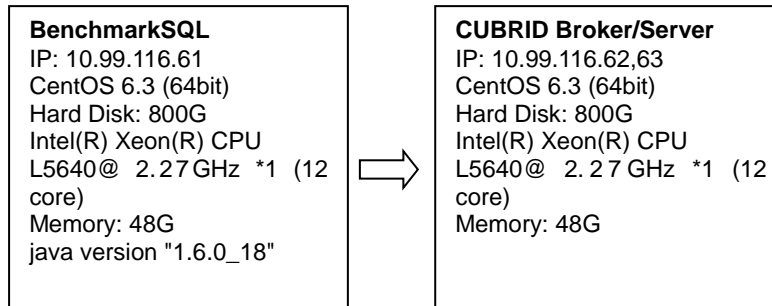 BenchmarkSQL
IP: 10.99.116.61
CentOS 6.3 (64bit)
Hard Disk: 800G
Intel(R) Xeon(R) CPU
L5640@ 2.27GHz *1 (12
core)
Memory: 48G
java version "1.6.0_18"
CUBRID Broker/Server
IP: 10.99.116.62,63
CentOS 6.3 (64bit)
Hard Disk: 800G
Intel(R) Xeon(R) CPU
L5640@ 2.27GHz *1 (12
core)
Memory: 48G